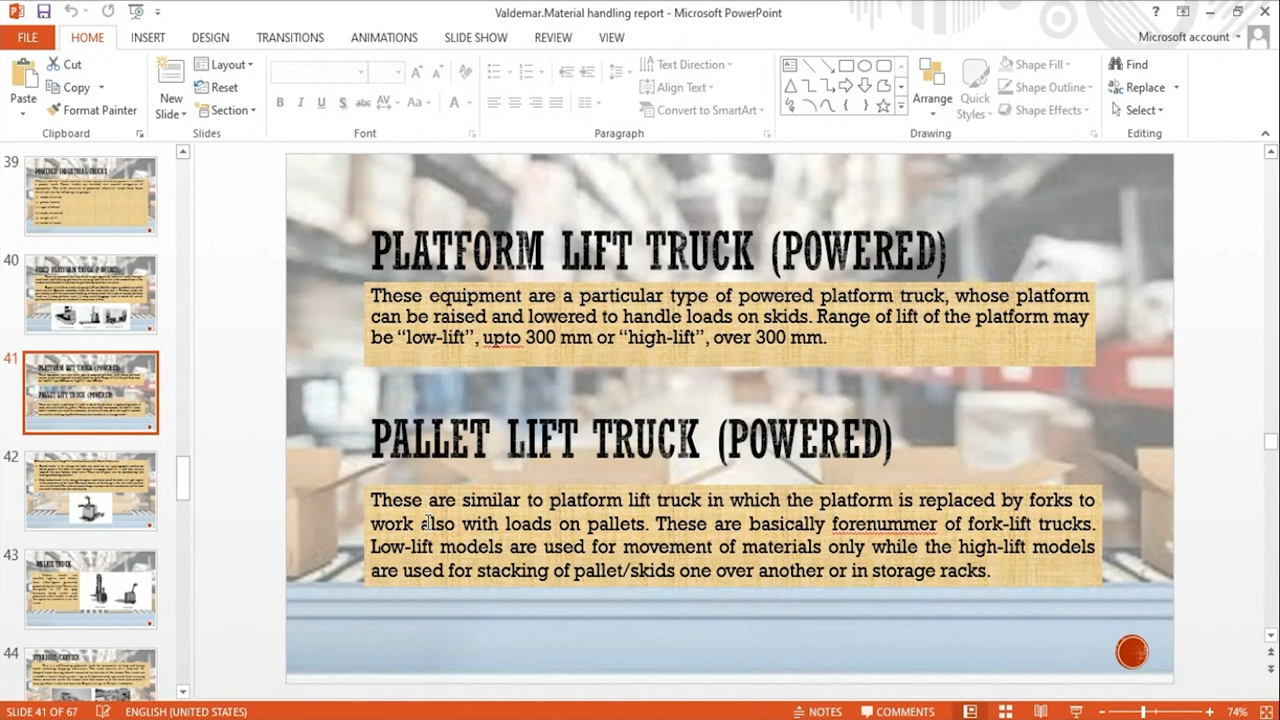 Valdemar.Material handling report - Microsoft PowerPoint
FILE HOME INSERT DESIGN TRANSITIONS ANIMATIONS SLIDE SHOW REVIEW VIEW Microsoft account
Paste
Cut
Copy
Format Painter
Clipboard
New
Slide
Layout
Reset
Section
Slides
Font
Text Direction
Align Text
Convert to SmartArt
Paragraph
Arrange
Quick
Styles
Shape Fill
Shape Outline
Shape Effects
Drawing
Find
Replace
Select
Editing
39
40
41
42
43
44
PLATFORM LIFT TRUCK (POWERED)
These equipment are a particular type of powered platform truck, whose platform
can be raised and lowered to handle loads on skids. Range of lift of the platform may
be “low-lift”, upto 300 mm or “high-lift”, over 300 mm.
PALLET LIFT TRUCK (POWERED)
These are similar to platform lift truck in which the platform is replaced by forks to
work also with loads on pallets. These are basically forenummer of fork-lift trucks.
Low-lift models are used for movement of materials only while the high-lift models
are used for stacking of pallet/skids one over another or in storage racks.
SLIDE 41 OF 67 ENGLISH (UNITED STATES) NOTES COMMENTS 74%